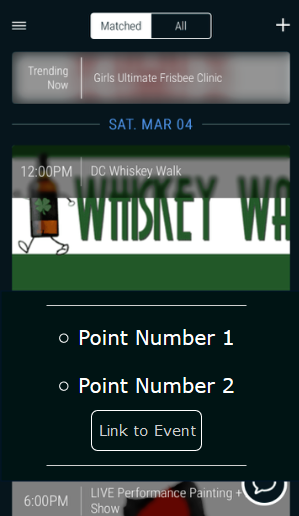 Matched All
Trending
Now
Girls Ultimate Frisbee Clinic
SAT. MAR 04
12:00PM DC Whiskey Walk
WHISKEY WA
Point Number 1
Point Number 2
Link to Event
6:00PM
LIVE Performance Painting +
Show